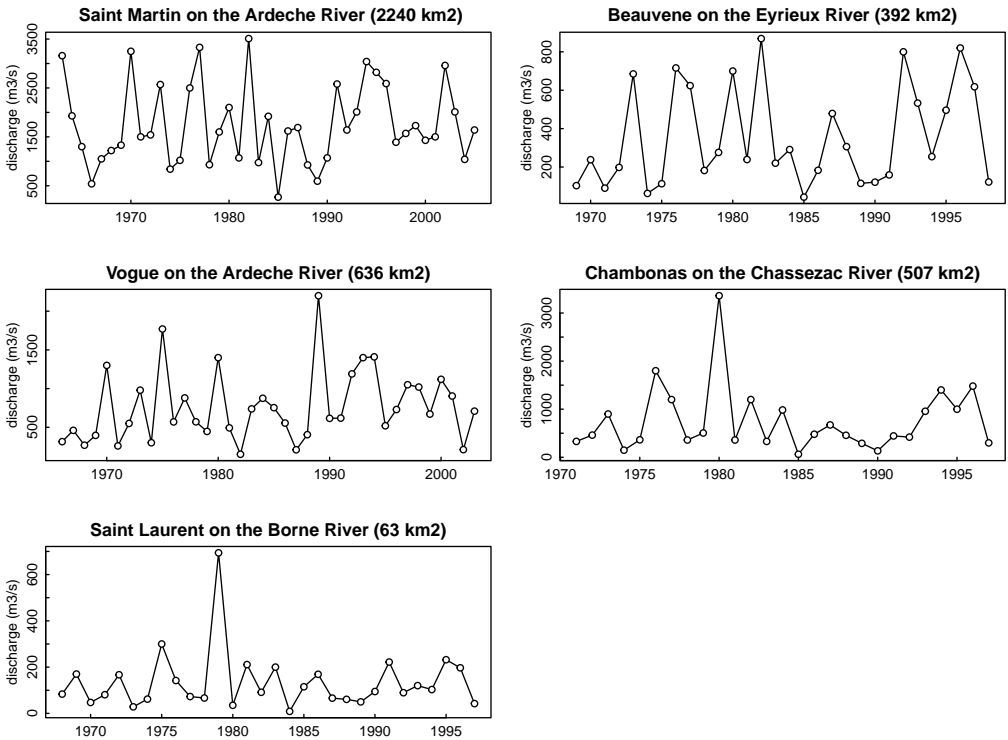 Saint Martin on the Ardeche River (2240 km2)
discharge (m3/s)
500 1500 2500 3500
1970 1980 1990 2000
Beauvene on the Eyrieux River (392 km2)
discharge (m3/s)
200 400 600 800
1970 1975 1980 1985 1990 1995
Vogue on the Ardeche River (636 km2)
discharge (m3/s)
500 1500
1970 1980 1990 2000
Chambonas on the Chassezac River (507 km2)
discharge (m3/s)
0 1000 2000 3000
1970 1975 1980 1985 1990 1995
Saint Laurent on the Borne River (63 km2)
discharge (m3/s)
0 200 400 600
1970 1975 1980 1985 1990 1995